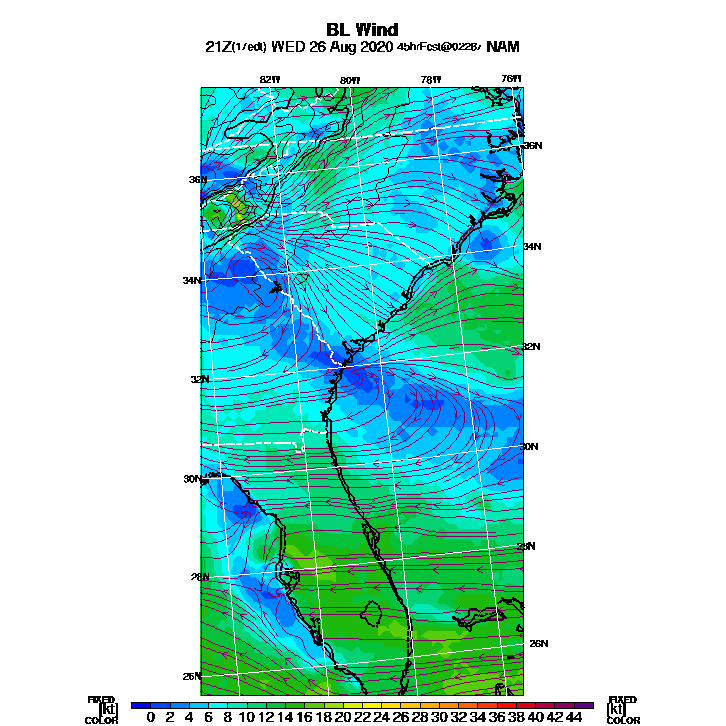 BL Wind
21Z(17edt) WED 26 Aug 2020 45hrFcst@0228z NAM
82W 80W 78W 76W
36N
36N
34N
34N
32N
32N
30N
30N
28N
28N
26N
26N
FIXED FIXED
[kt] 0 2 4 6 8 10 12 14 16 18 20 22 24 26 28 30 32 34 36 38 40 42 44 [kt]
COLOR COLOR